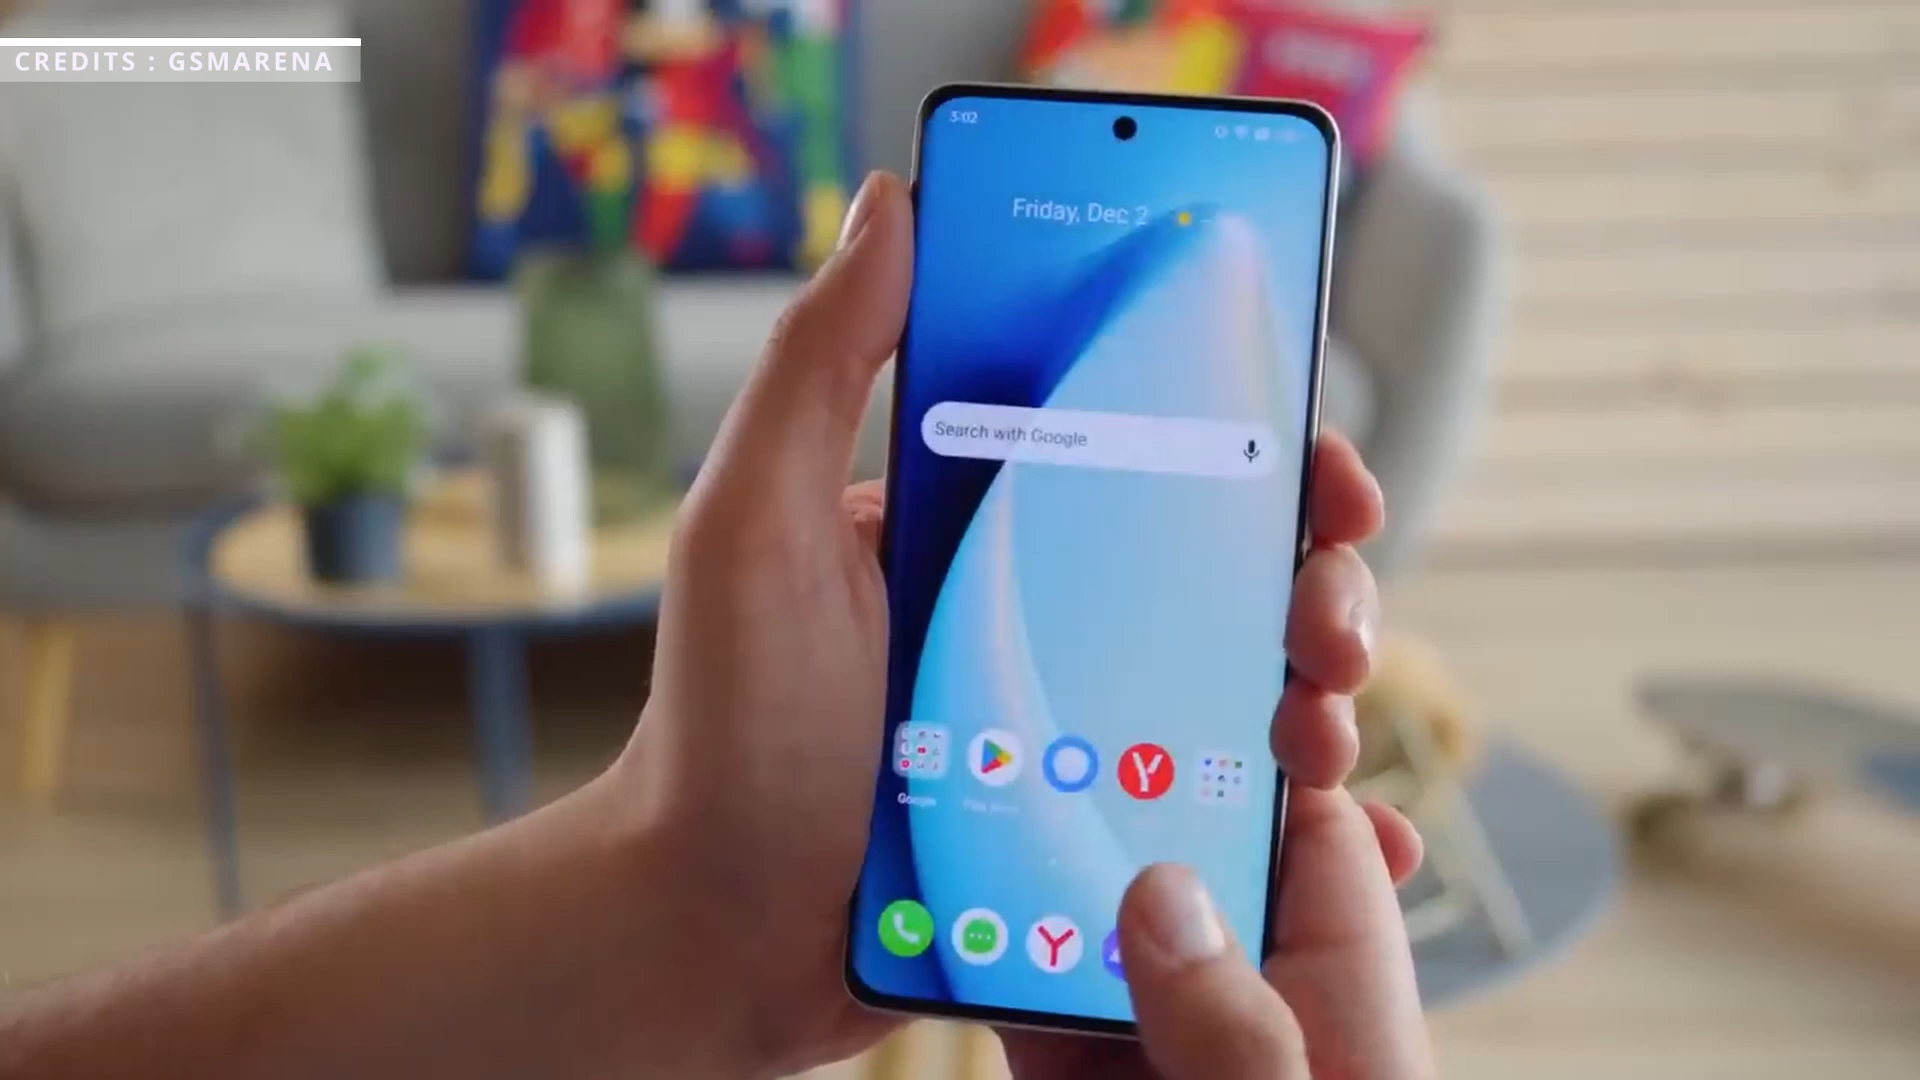 CREDITS : GSMARENA
3:02
Friday, Dec 2
Search with Google
Google